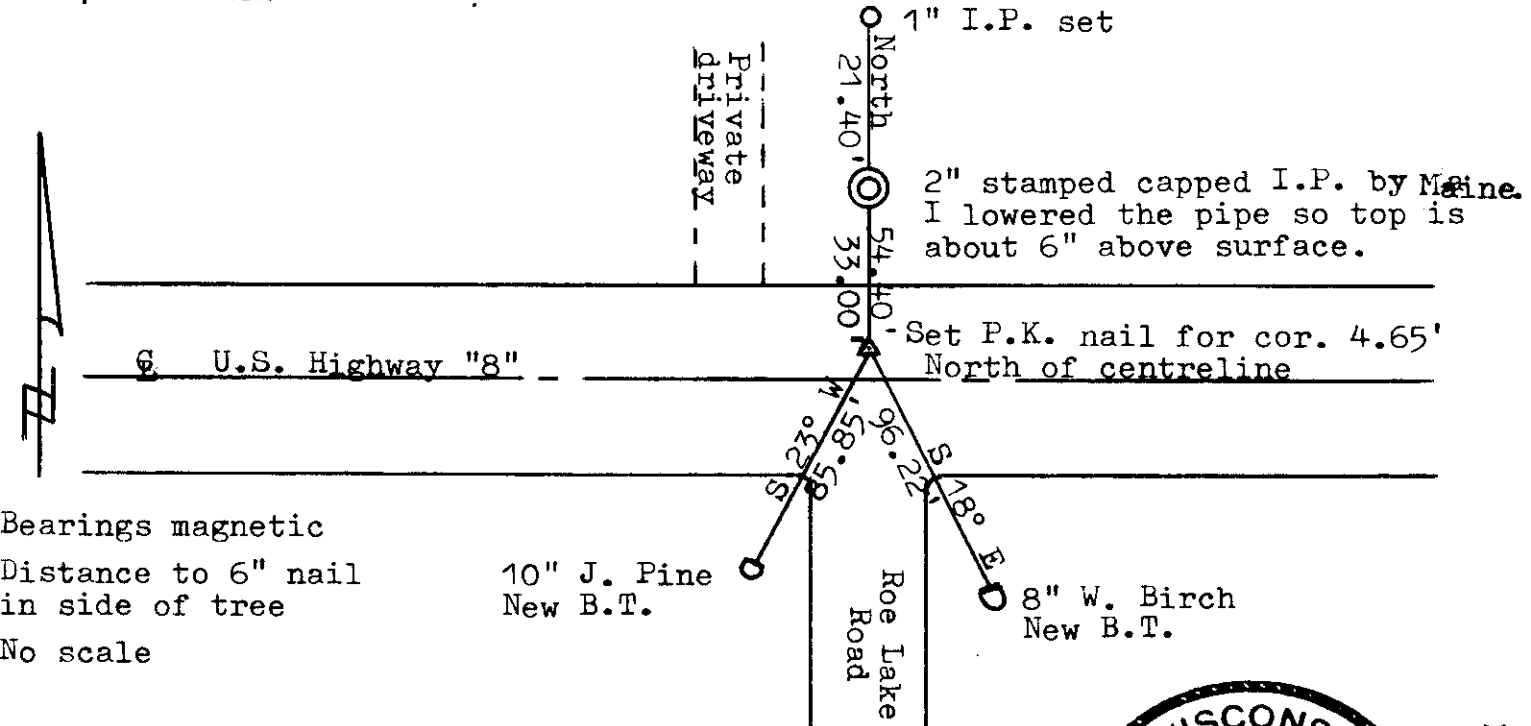 1" I.P. set
North
21.40'
Private
driveway
2" stamped capped I.P. by Maine.
I lowered the pipe so top is
about 6" above surface.
54.40'
33.00'
Set P.K. nail for cor. 4.65'
North of centreline
℄ U.S. Highway "8"
S 23° W
85.85'
S 18° E
96.22'
Bearings magnetic
Distance to 6" nail
in side of tree
No scale
10" J. Pine
New B.T.
8" W. Birch
New B.T.
Roe Lake
Road